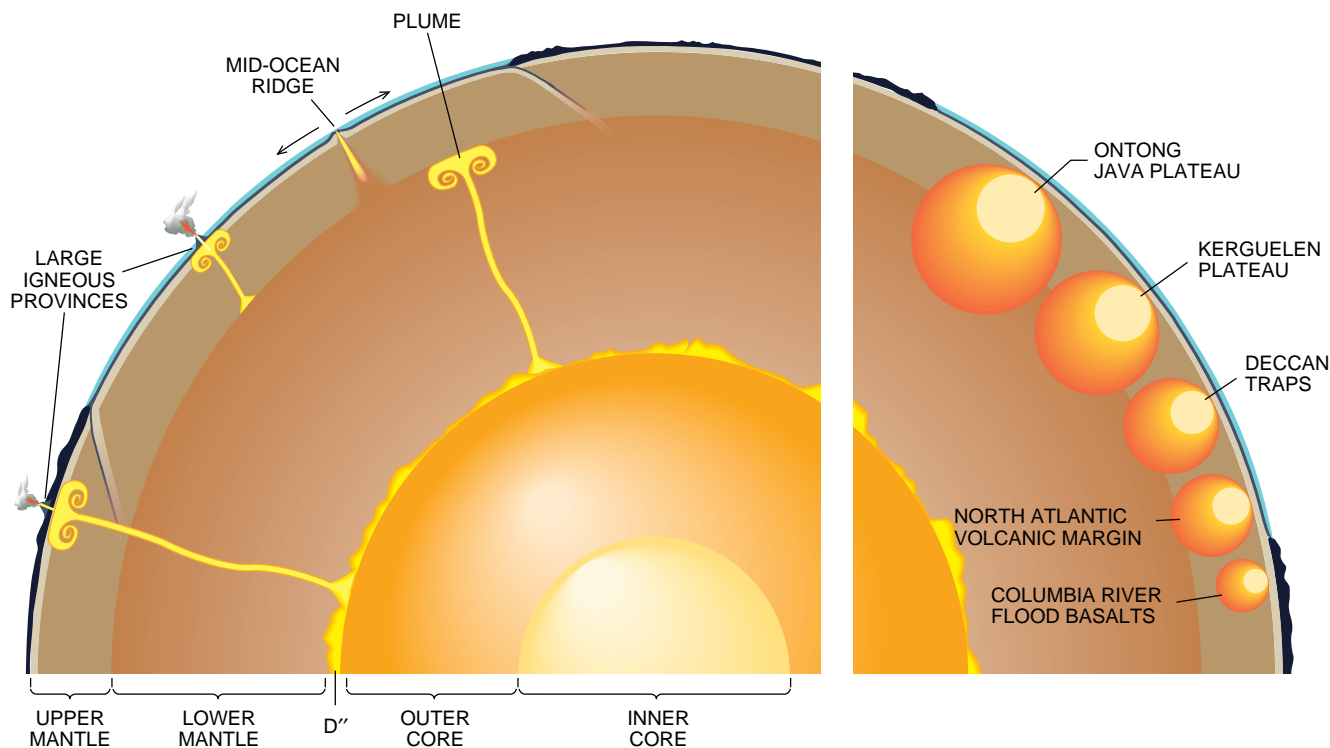 PLUME
MID-OCEAN
RIDGE
LARGE
IGNEOUS
PROVINCES
ONTONG
JAVA PLATEAU
KERGUELEN
PLATEAU
DECCAN
TRAPS
NORTH ATLANTIC
VOLCANIC MARGIN
COLUMBIA RIVER
FLOOD BASALTS
UPPER
MANTLE
LOWER
MANTLE
D′′
OUTER
CORE
INNER
CORE